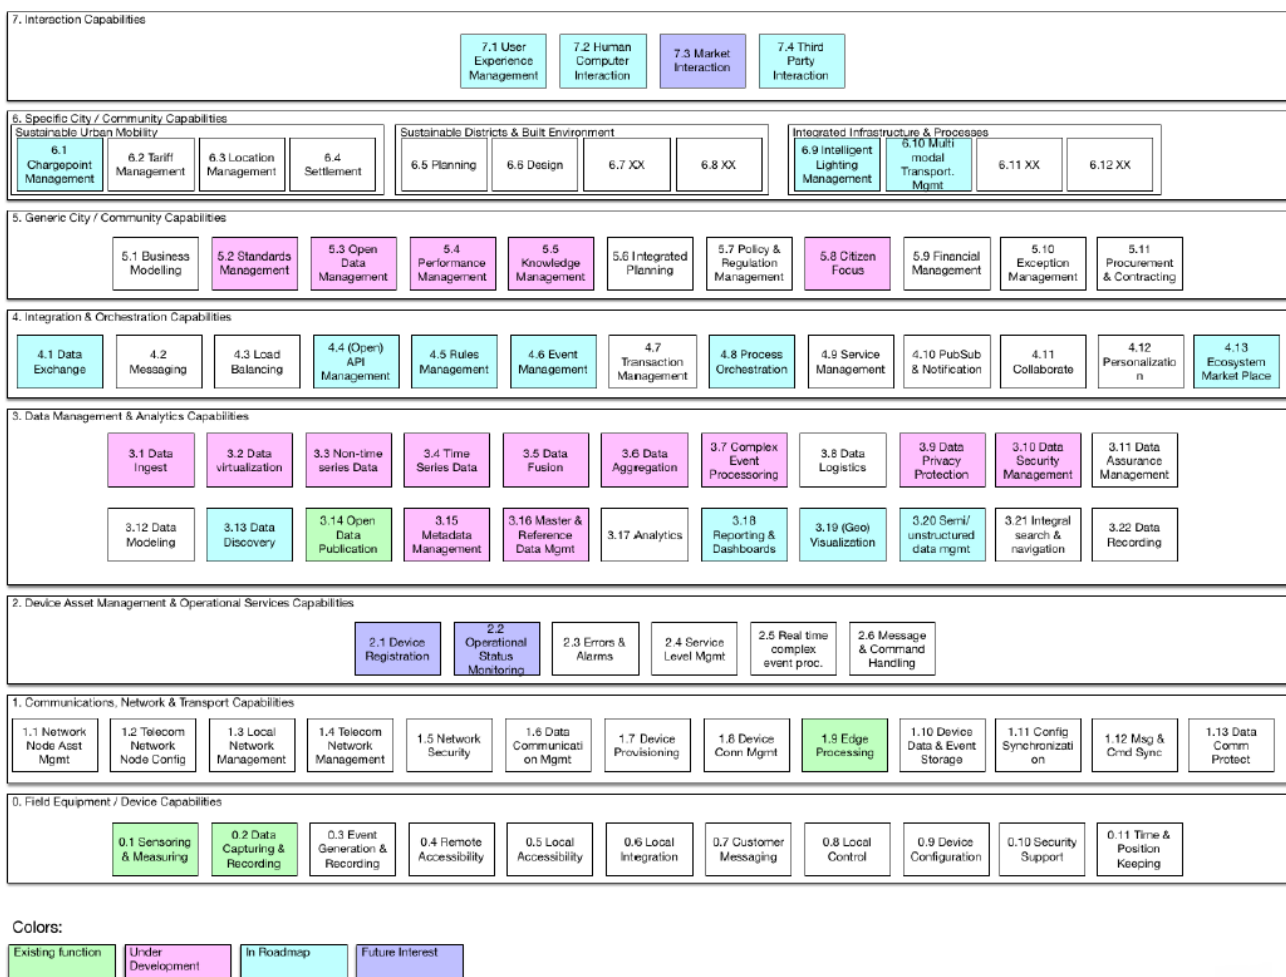 7. Interaction Capabilities
7.1 User
Experience
Management
7.2 Human
Computer
Interaction
7.3 Market
Interaction
7.4 Third
Party
Interaction
6. Specific City / Community Capabilities
Sustainable Urban Mobility
6.1
Chargepoint
Management
6.2 Tariff
Management
6.3 Location
Management
6.4
Settlement
Sustainable Districts & Built Environment
6.5 Planning
6.6 Design
6.7 XX
6.8 XX
Integrated Infrastructure & Processes
6.9 Intelligent
Lighting
Management
6.10 Multi
modal
Transport.
Mgmt
6.11 XX
6.12 XX
5. Generic City / Community Capabilities
5.1 Business
Modelling
5.2 Standards
Management
5.3 Open
Data
Management
5.4
Performance
Management
5.5
Knowledge
Management
5.6 Integrated
Planning
5.7 Policy &
Regulation
Management
5.8 Citizen
Focus
5.9 Financial
Management
5.10
Exception
Management
5.11
Procurement
& Contracting
4. Integration & Orchestration Capabilities
4.1 Data
Exchange
4.2
Messaging
4.3 Load
Balancing
4.4 (Open)
API
Management
4.5 Rules
Management
4.6 Event
Management
4.7
Transaction
Management
4.8 Process
Orchestration
4.9 Service
Management
4.10 PubSub
& Notification
4.11
Collaborate
4.12
Personalizatio
n
4.13
Ecosystem
Market Place
3. Data Management & Analytics Capabilities
3.1 Data
Ingest
3.2 Data
virtualization
3.3 Non-time
series Data
3.4 Time
Series Data
3.5 Data
Fusion
3.6 Data
Aggregation
3.7 Complex
Event
Processoring
3.8 Data
Logistics
3.9 Data
Privacy
Protection
3.10 Data
Security
Management
3.11 Data
Assurance
Management
3.12 Data
Modeling
3.13 Data
Discovery
3.14 Open
Data
Publication
3.15
Metadata
Management
3.16 Master &
Reference
Data Mgmt
3.17 Analytics
3.18
Reporting &
Dashboards
3.19 (Geo)
Visualization
3.20 Semi/
unstructured
data mgmt
3.21 Integral
search &
navigation
3.22 Data
Recording
2. Device Asset Management & Operational Services Capabilities
2.1 Device
Registration
2.2
Operational
Status
Monitoring
2.3 Errors &
Alarms
2.4 Service
Level Mgmt
2.5 Real time
complex
event proc.
2.6 Message
& Command
Handling
1. Communications, Network & Transport Capabilities
1.1 Network
Node Asst
Mgmt
1.2 Telecom
Network
Node Config
1.3 Local
Network
Management
1.4 Telecom
Network
Management
1.5 Network
Security
1.6 Data
Communicati
on Mgmt
1.7 Device
Provisioning
1.8 Device
Conn Mgmt
1.9 Edge
Processing
1.10 Device
Data & Event
Storage
1.11 Config
Synchronizati
on
1.12 Msg &
Cmd Sync
1.13 Data
Comm
Protect
0. Field Equipment / Device Capabilities
0.1 Sensoring
& Measuring
0.2 Data
Capturing &
Recording
0.3 Event
Generation &
Recording
0.4 Remote
Accessibility
0.5 Local
Accessibility
0.6 Local
Integration
0.7 Customer
Messaging
0.8 Local
Control
0.9 Device
Configuration
0.10 Security
Support
0.11 Time &
Position
Keeping
Colors:
Existing function
Under
Development
In Roadmap
Future Interest